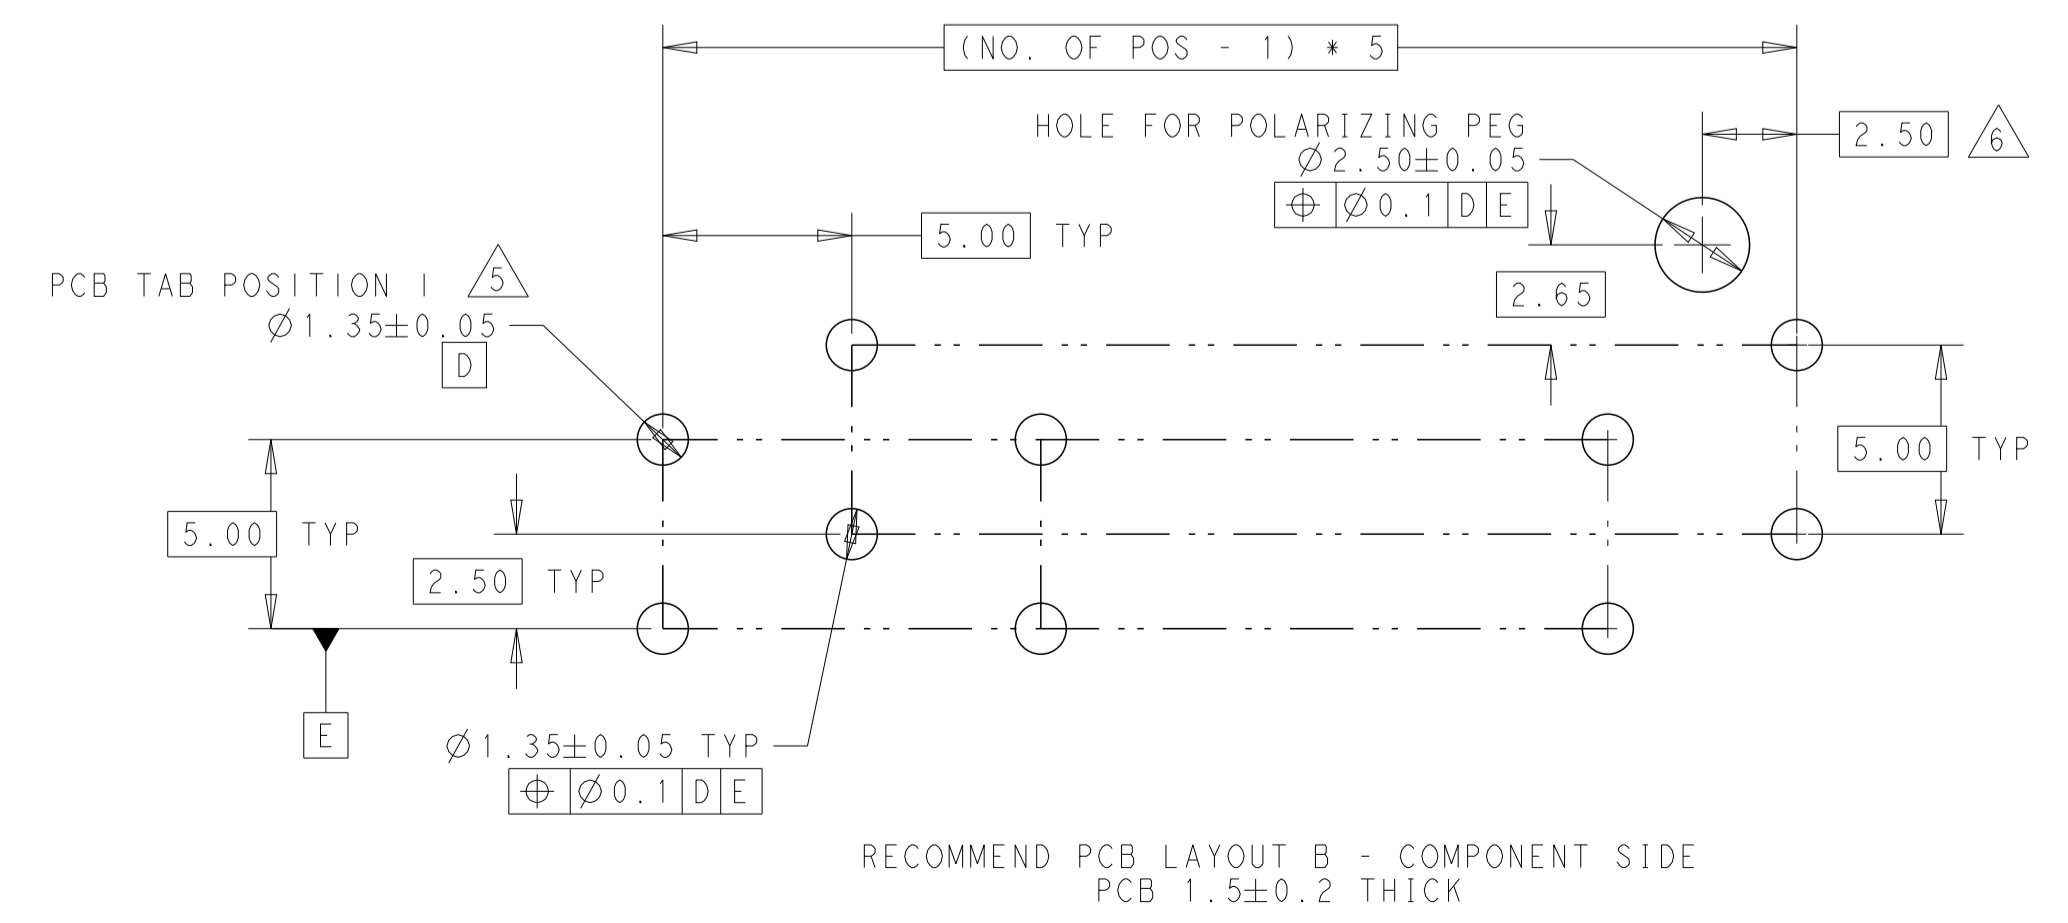 (NO. OF POS - 1) * 5
HOLE FOR POLARIZING PEG
2.50 6
Ø2.50±0.05
⌖ Ø0.1 D E
5.00 TYP
PCB TAB POSITION 1 5
2.65
Ø1.35±0.05
D
5.00 TYP
5.00 TYP
2.50 TYP
E
Ø1.35±0.05 TYP
⌖ Ø0.1 D E
RECOMMEND PCB LAYOUT B - COMPONENT SIDE
PCB 1.5±0.2 THICK